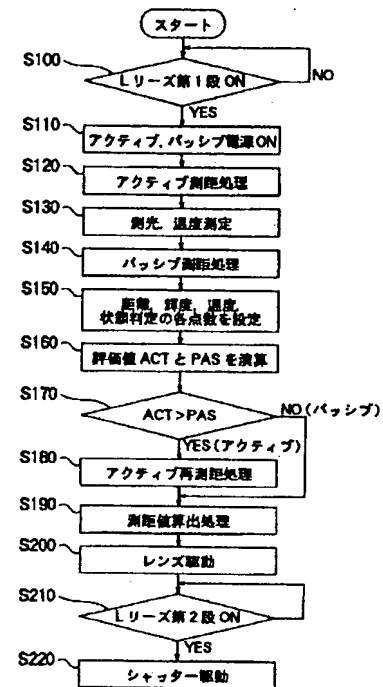 スタート
S100
Lリーズ第1段ON
NO
YES
S110
アクティブ、パッシブ電源ON
S120
アクティブ測距処理
S130
測光、温度測定
S140
パッシブ測距処理
S150
距離、輝度、温度、
状態判定の各点数を設定
S160
評価値 ACT と PAS を演算
S170
ACT>PAS
NO(パッシブ)
YES(アクティブ)
S180
アクティブ再測距処理
S190
測距値算出処理
S200
レンズ駆動
S210
Lリーズ第2段ON
YES
S220
シャッター駆動